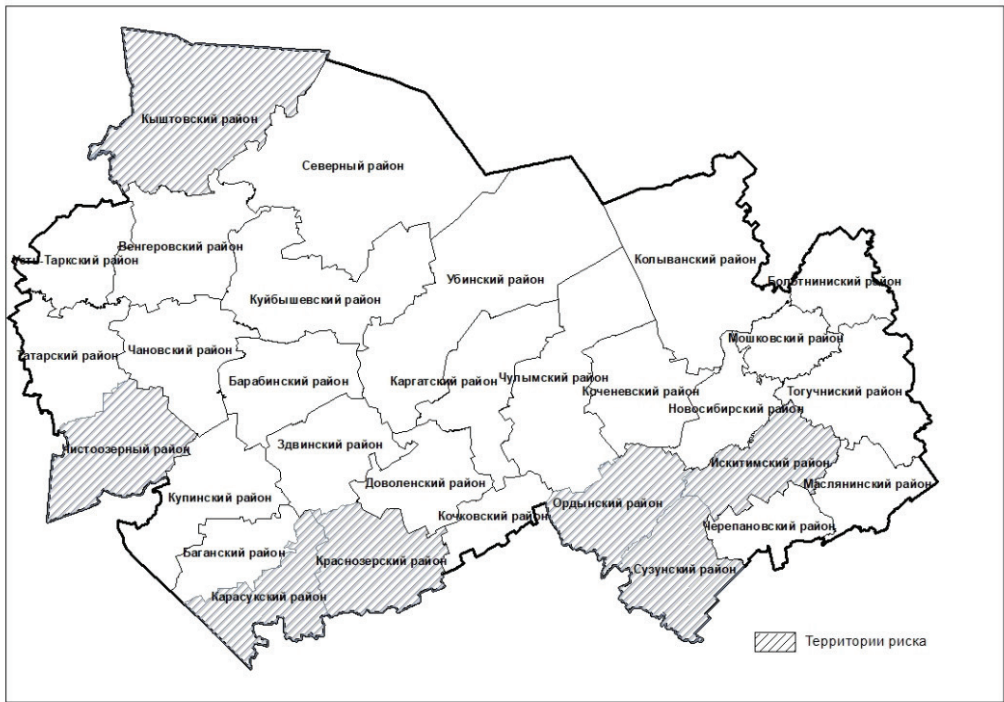 Кыштовский район
Северный район
Венгеровский район
Усть-Таркский район
Колыванский район
Убинский район
Болотниниский район
Куйбышевский район
Мошковский район
Чановский район
Татарский район
Барабинский район
Каргатский район
Чулымский район
Коченевский район
Тогучниский район
Новосибирский район
Здвинский район
Чистоозерный район
Искитимский район
Доволенский район
Маслянинский район
Купинский район
Ордынский район
Кочковский район
Черепановский район
Баганский район
Краснозерский район
Сузунский район
Карасукский район
Территории риска